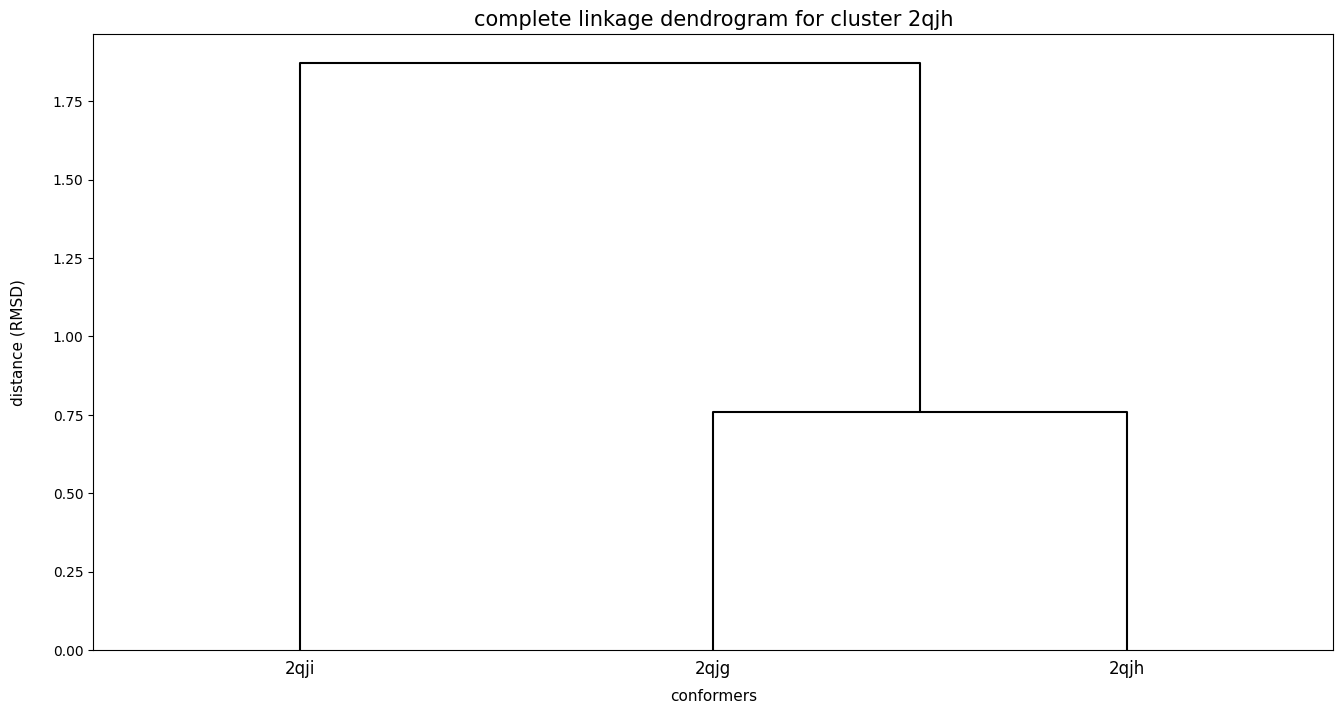 complete linkage dendrogram for cluster 2qjh
1.75
1.50
1.25
1.00
0.75
0.50
0.25
0.00
distance (RMSD)
2qji 2qjg 2qjh
conformers